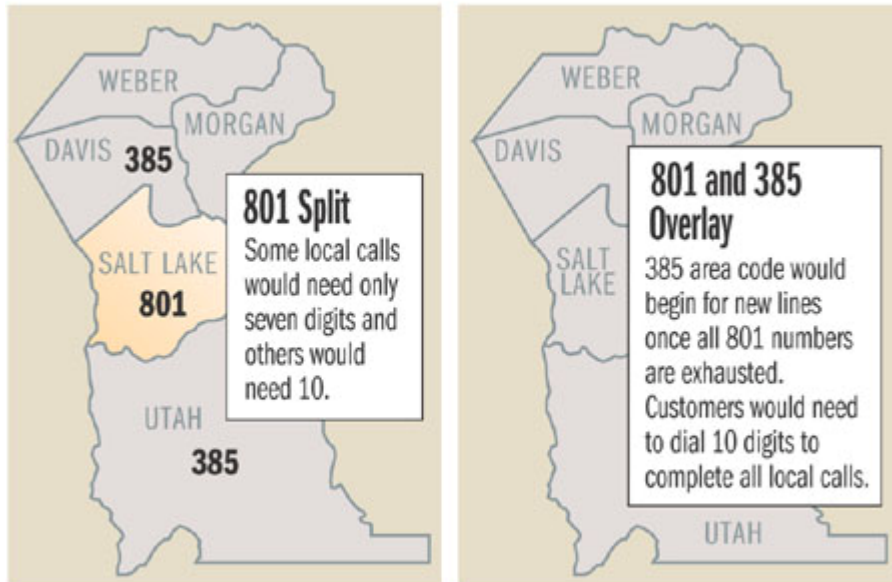 WEBER
MORGAN
DAVIS
385
SALT LAKE
801
UTAH
385
801 Split
Some local calls
would need only
seven digits and
others would
need 10.
WEBER
MORGAN
DAVIS
SALT
LAKE
UTAH
801 and 385
Overlay
385 area code would
begin for new lines
once all 801 numbers
are exhausted.
Customers would need
to dial 10 digits to
complete all local calls.